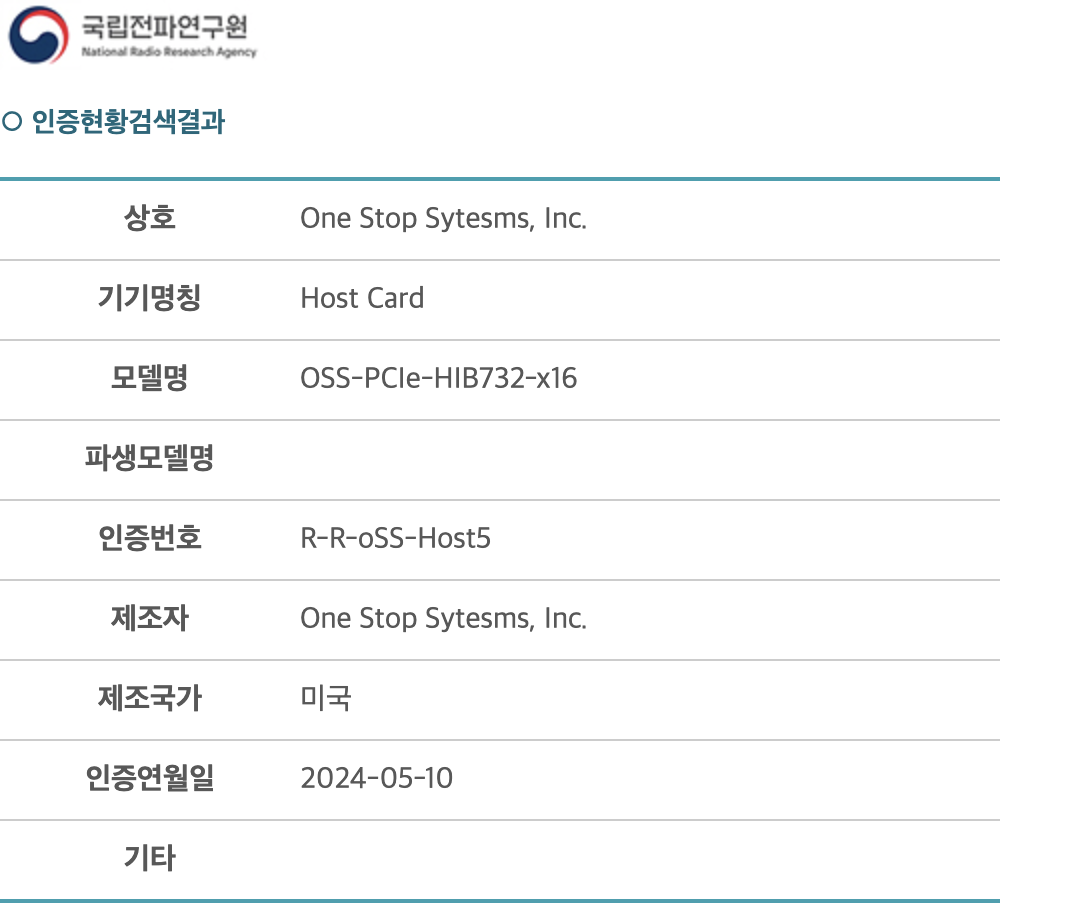 국립전파연구원
National Radio Research Agency
인증현황검색결과
상호 One Stop Sytesms, Inc.
기기명칭 Host Card
모델명 OSS-PCIe-HIB732-x16
파생모델명
인증번호 R-R-oSS-Host5
제조자 One Stop Sytesms, Inc.
제조국가 미국
인증연월일 2024-05-10
기타